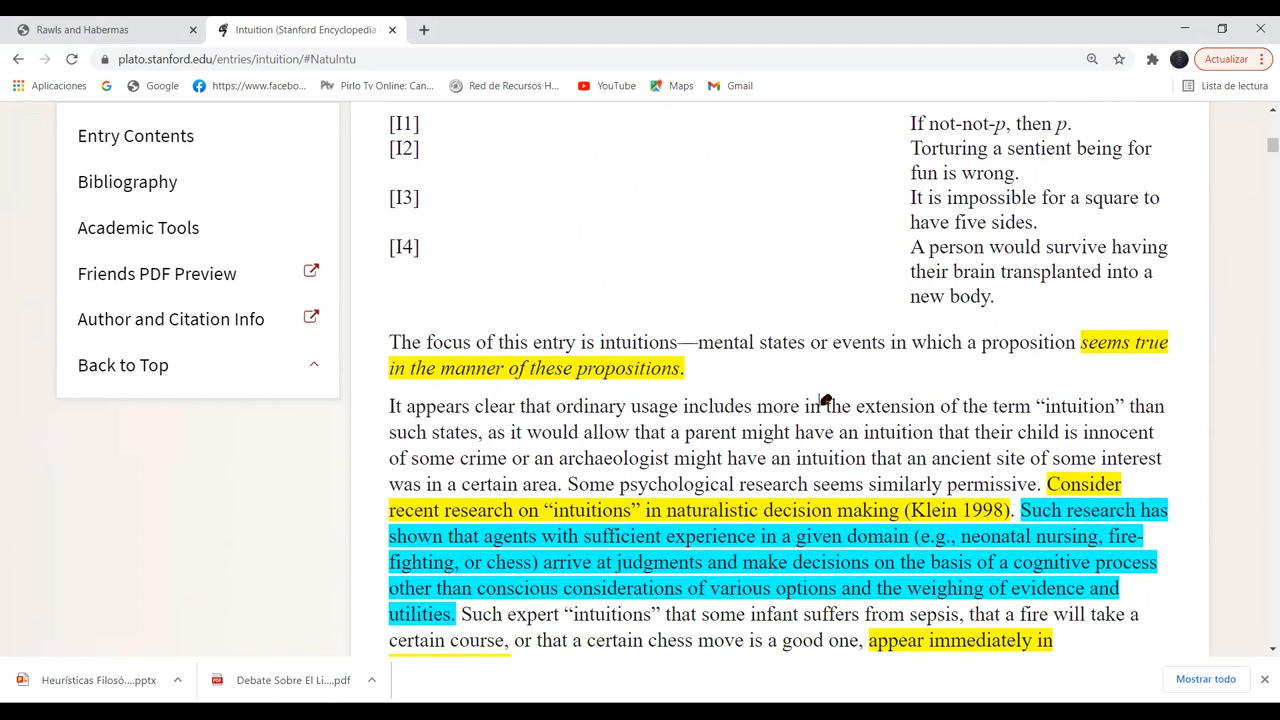 Rawls and Habermas
Intuition (Stanford Encyclopedia
plato.stanford.edu/entries/intuition/#NatuIntu
Actualizar
Aplicaciones
Google
https://www.facebo...
Pirlo Tv Online: Can...
Red de Recursos H...
YouTube
Maps
Gmail
Lista de lectura
Entry Contents
Bibliography
Academic Tools
Friends PDF Preview
Author and Citation Info
Back to Top
[I1] If not-not-p, then p.
[I2] Torturing a sentient being for
fun is wrong.
[I3] It is impossible for a square to
have five sides.
[I4] A person would survive having
their brain transplanted into a
new body.
The focus of this entry is intuitions—mental states or events in which a proposition seems true
in the manner of these propositions.
It appears clear that ordinary usage includes more in the extension of the term “intuition” than
such states, as it would allow that a parent might have an intuition that their child is innocent
of some crime or an archaeologist might have an intuition that an ancient site of some interest
was in a certain area. Some psychological research seems similarly permissive. Consider
recent research on “intuitions” in naturalistic decision making (Klein 1998). Such research has
shown that agents with sufficient experience in a given domain (e.g., neonatal nursing, fire-
fighting, or chess) arrive at judgments and make decisions on the basis of a cognitive process
other than conscious considerations of various options and the weighing of evidence and
utilities. Such expert “intuitions” that some infant suffers from sepsis, that a fire will take a
certain course, or that a certain chess move is a good one, appear immediately in
Heurísticas Filosó....pptx
Debate Sobre El Li....pdf
Mostrar todo